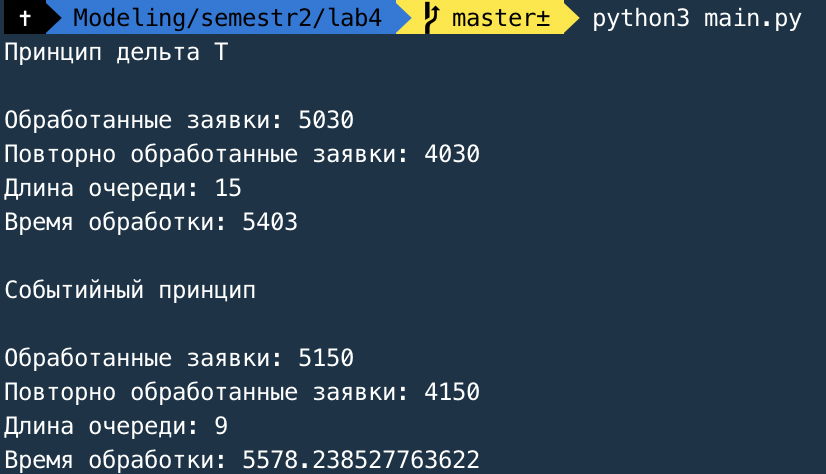 Modeling/semestr2/lab4 master± python3 main.py
Принцип дельта T
Обработанные заявки: 5030
Повторно обработанные заявки: 4030
Длина очереди: 15
Время обработки: 5403
Событийный принцип
Обработанные заявки: 5150
Повторно обработанные заявки: 4150
Длина очереди: 9
Время обработки: 5578.238527763622